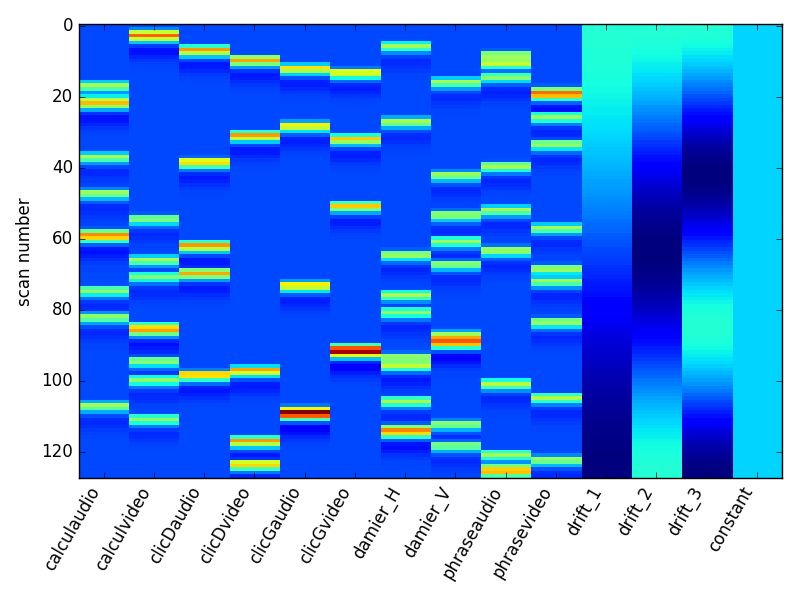 0
20
40
60
80
100
120
scan number
calculaudio
calculvideo
clicDaudio
clicDvideo
clicGaudio
clicGvideo
damier_H
damier_V
phraseaudio
phrasevideo
drift_1
drift_2
drift_3
constant